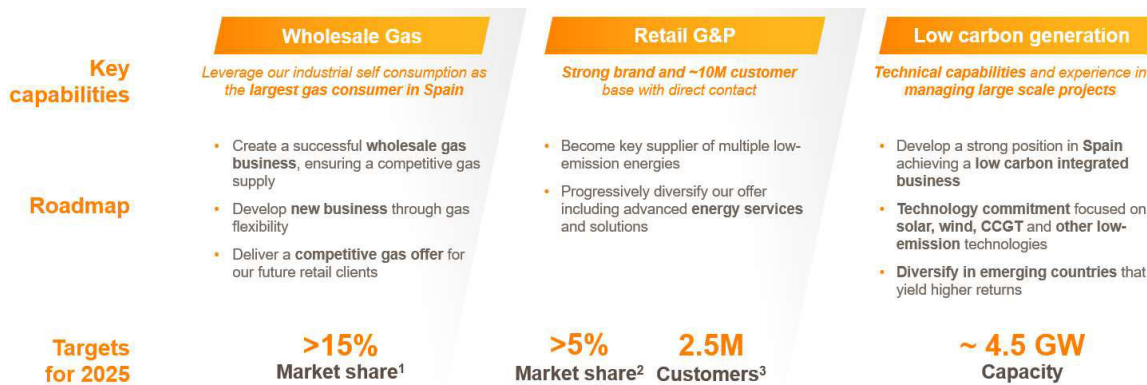 Wholesale Gas
Retail G&P
Low carbon generation
Key
capabilities
Leverage our industrial self consumption as
the largest gas consumer in Spain
Strong brand and ~10M customer
base with direct contact
Technical capabilities and experience in
managing large scale projects
Roadmap
• Create a successful wholesale gas
business, ensuring a competitive gas
supply
• Develop new business through gas
flexibility
• Deliver a competitive gas offer for
our future retail clients
• Become key supplier of multiple low-
emission energies
• Progressively diversify our offer
including advanced energy services
and solutions
• Develop a strong position in Spain
achieving a low carbon integrated
business
• Technology commitment focused on
solar, wind, CCGT and other low-
emission technologies
• Diversify in emerging countries that
yield higher returns
Targets
for 2025
>15%
Market share¹
>5%
Market share²
2.5M
Customers³
~ 4.5 GW
Capacity